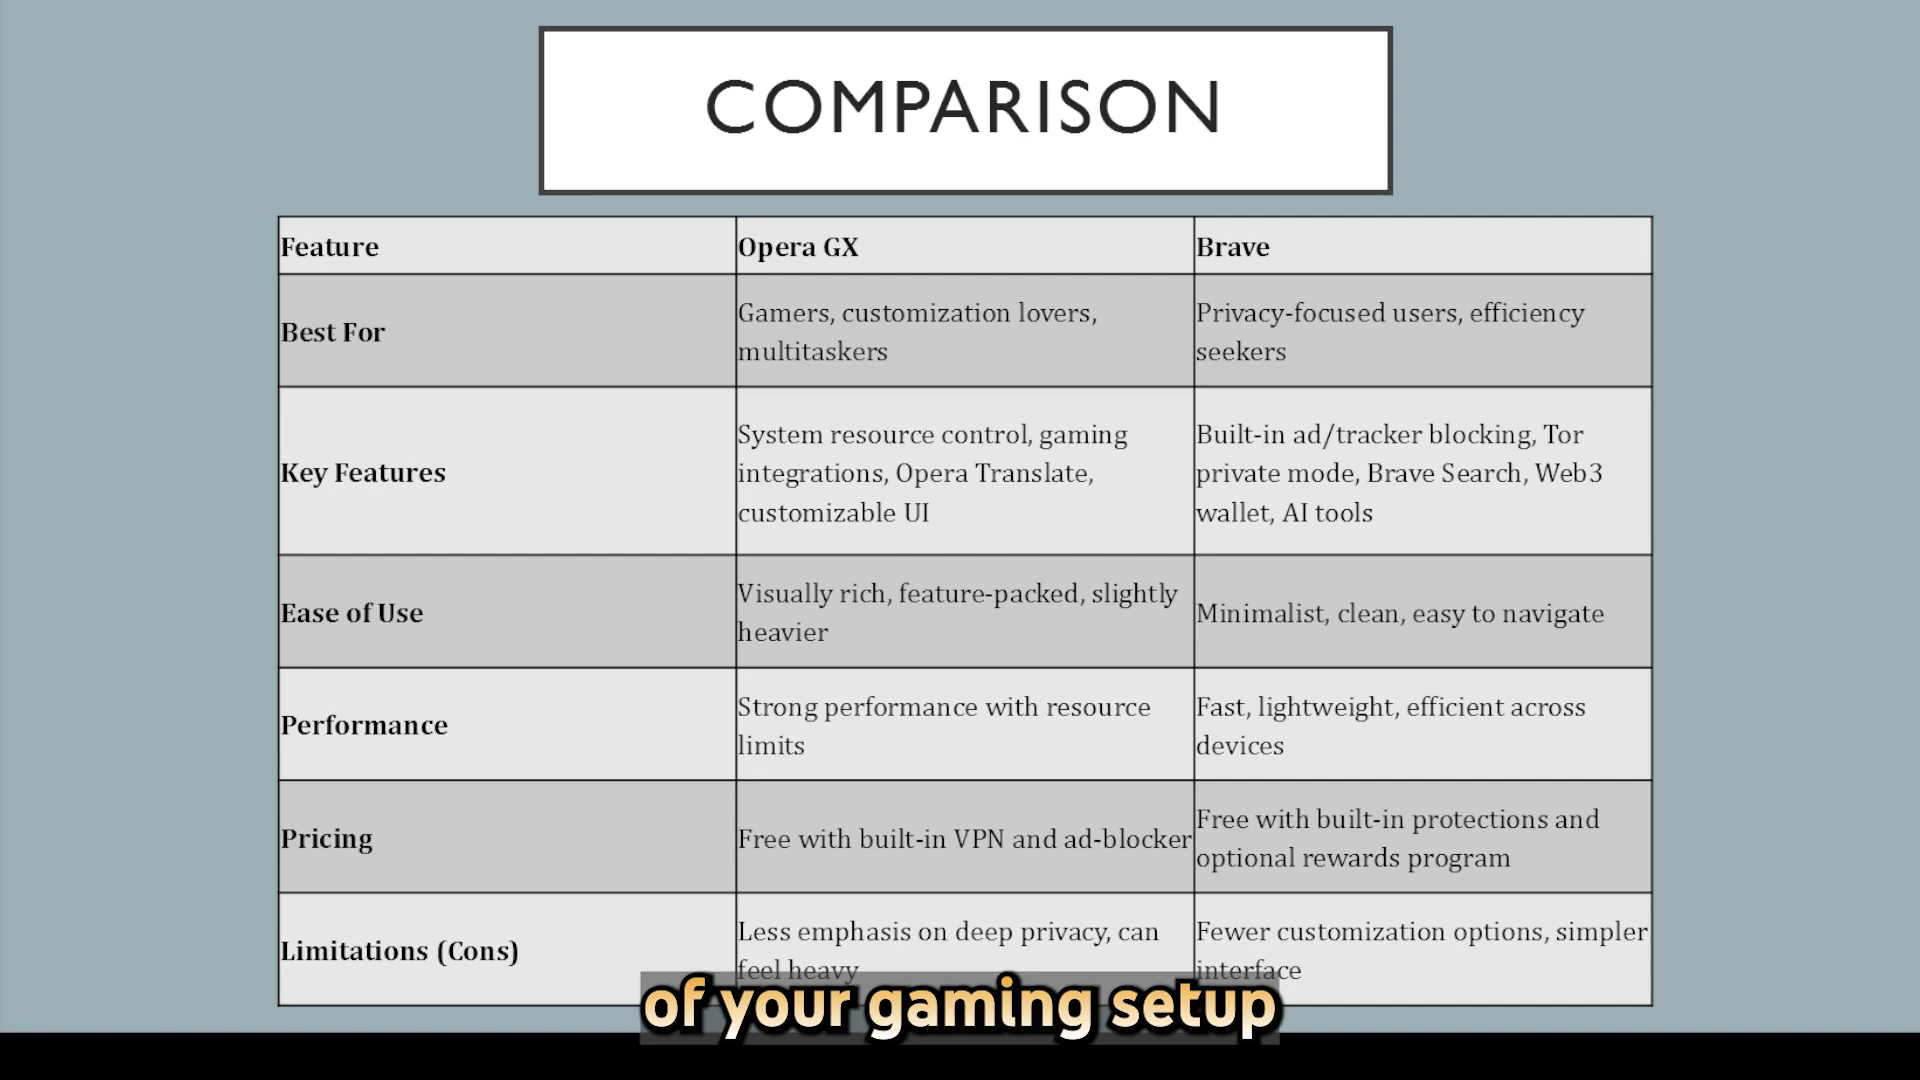 COMPARISON
Feature
Opera GX
Brave
Best For
Gamers, customization lovers,
multitaskers
Privacy-focused users, efficiency
seekers
Key Features
System resource control, gaming
integrations, Opera Translate,
customizable UI
Built-in ad/tracker blocking, Tor
private mode, Brave Search, Web3
wallet, AI tools
Ease of Use
Visually rich, feature-packed, slightly
heavier
Minimalist, clean, easy to navigate
Performance
Strong performance with resource
limits
Fast, lightweight, efficient across
devices
Pricing
Free with built-in VPN and ad-blocker
Free with built-in protections and
optional rewards program
Limitations (Cons)
Less emphasis on deep privacy, can
feel heavy
Fewer customization options, simpler
interface
of your gaming setup